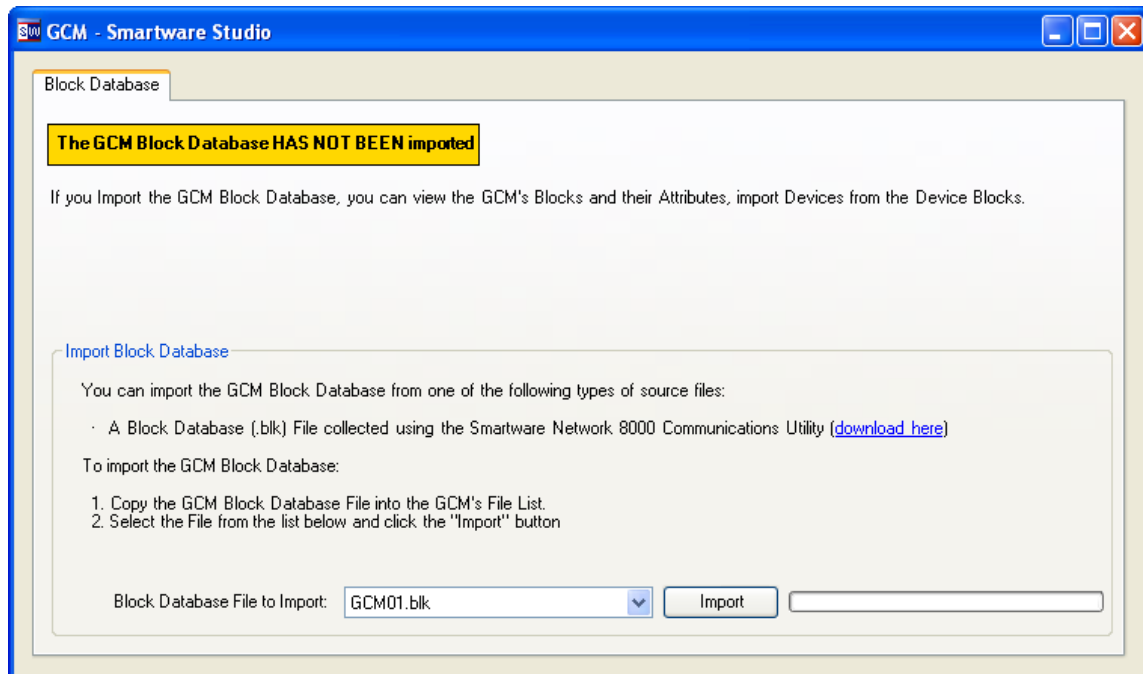 SW GCM - Smartware Studio
Block Database
The GCM Block Database HAS NOT BEEN imported
If you Import the GCM Block Database, you can view the GCM's Blocks and their Attributes, import Devices from the Device Blocks.
Import Block Database
You can import the GCM Block Database from one of the following types of source files:
· A Block Database (.blk) File collected using the Smartware Network 8000 Communications Utility (download here)
To import the GCM Block Database:
1. Copy the GCM Block Database File into the GCM's File List.
2. Select the File from the list below and click the "Import" button
Block Database File to Import: GCM01.blk Import